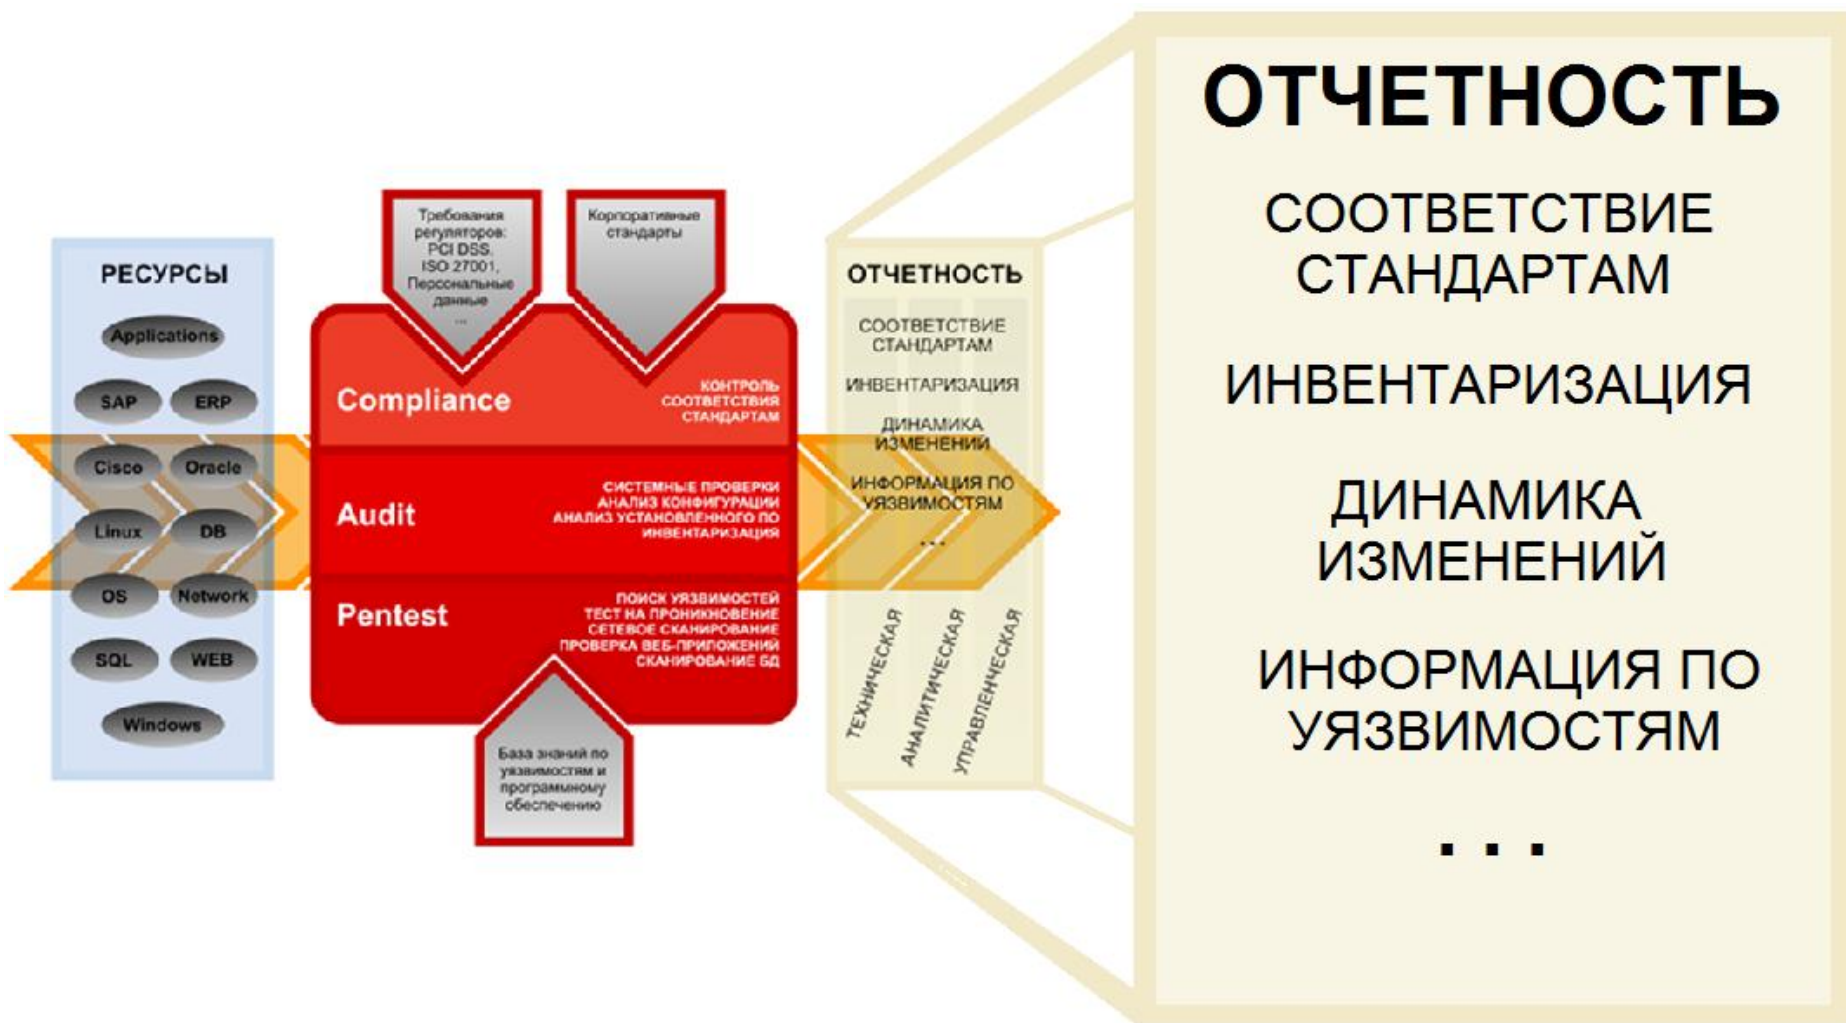 РЕСУРСЫ
Applications
SAP
ERP
Cisco
Oracle
Linux
DB
OS
Network
SQL
WEB
Windows
Требования
регуляторов:
PCI DSS,
ISO 27001,
Персональные
данные
...
Корпоративные
стандарты
Compliance
КОНТРОЛЬ
СООТВЕТСТВИЯ
СТАНДАРТАМ
Audit
СИСТЕМНЫЕ ПРОВЕРКИ
АНАЛИЗ КОНФИГУРАЦИИ
АНАЛИЗ УСТАНОВЛЕННОГО ПО
ИНВЕНТАРИЗАЦИЯ
Pentest
ПОИСК УЯЗВИМОСТЕЙ
ТЕСТ НА ПРОНИКНОВЕНИЕ
СЕТЕВОЕ СКАНИРОВАНИЕ
ПРОВЕРКА ВЕБ-ПРИЛОЖЕНИЙ
СКАНИРОВАНИЕ БД
База знаний по
уязвимостям и
программному
обеспечению
ОТЧЕТНОСТЬ
СООТВЕТСТВИЕ
СТАНДАРТАМ
ИНВЕНТАРИЗАЦИЯ
ДИНАМИКА
ИЗМЕНЕНИЙ
ИНФОРМАЦИЯ ПО
УЯЗВИМОСТЯМ
...
ТЕХНИЧЕСКАЯ
АНАЛИТИЧЕСКАЯ
УПРАВЛЕНЧЕСКАЯ
ОТЧЕТНОСТЬ
СООТВЕТСТВИЕ
СТАНДАРТАМ
ИНВЕНТАРИЗАЦИЯ
ДИНАМИКА
ИЗМЕНЕНИЙ
ИНФОРМАЦИЯ ПО
УЯЗВИМОСТЯМ
. . .